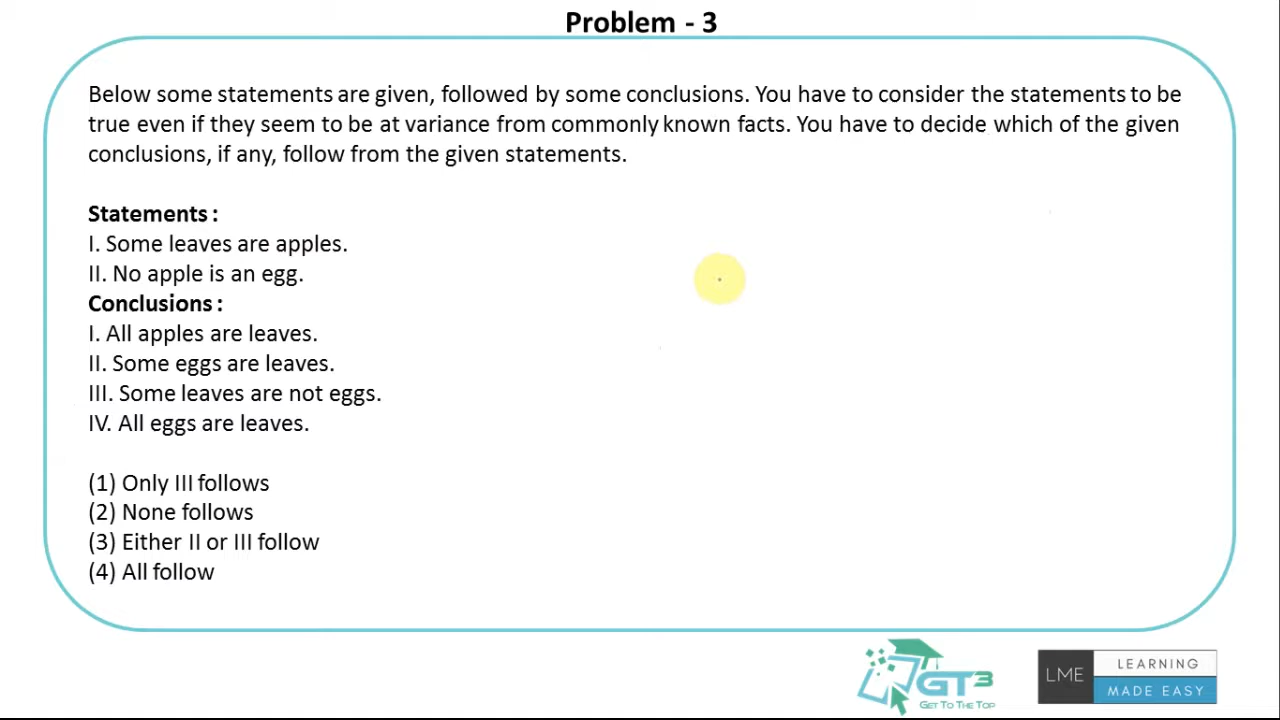 Problem - 3
Below some statements are given, followed by some conclusions. You have to consider the statements to be
true even if they seem to be at variance from commonly known facts. You have to decide which of the given
conclusions, if any, follow from the given statements.
Statements :
I. Some leaves are apples.
II. No apple is an egg.
Conclusions :
I. All apples are leaves.
II. Some eggs are leaves.
III. Some leaves are not eggs.
IV. All eggs are leaves.
(1) Only III follows
(2) None follows
(3) Either II or III follow
(4) All follow
GT3
GET TO THE TOP
LME
LEARNING
MADE EASY